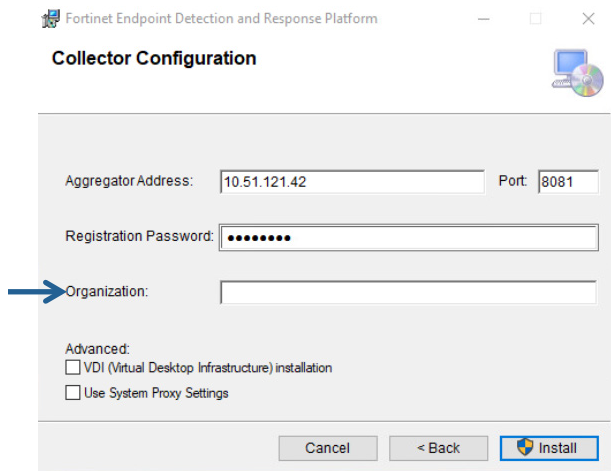 Fortinet Endpoint Detection and Response Platform
Collector Configuration
Aggregator Address: 10.51.121.42 Port: 8081
Registration Password: ●●●●●●●●
Organization:
Advanced:
VDI (Virtual Desktop Infrastructure) installation
Use System Proxy Settings
Cancel < Back Install